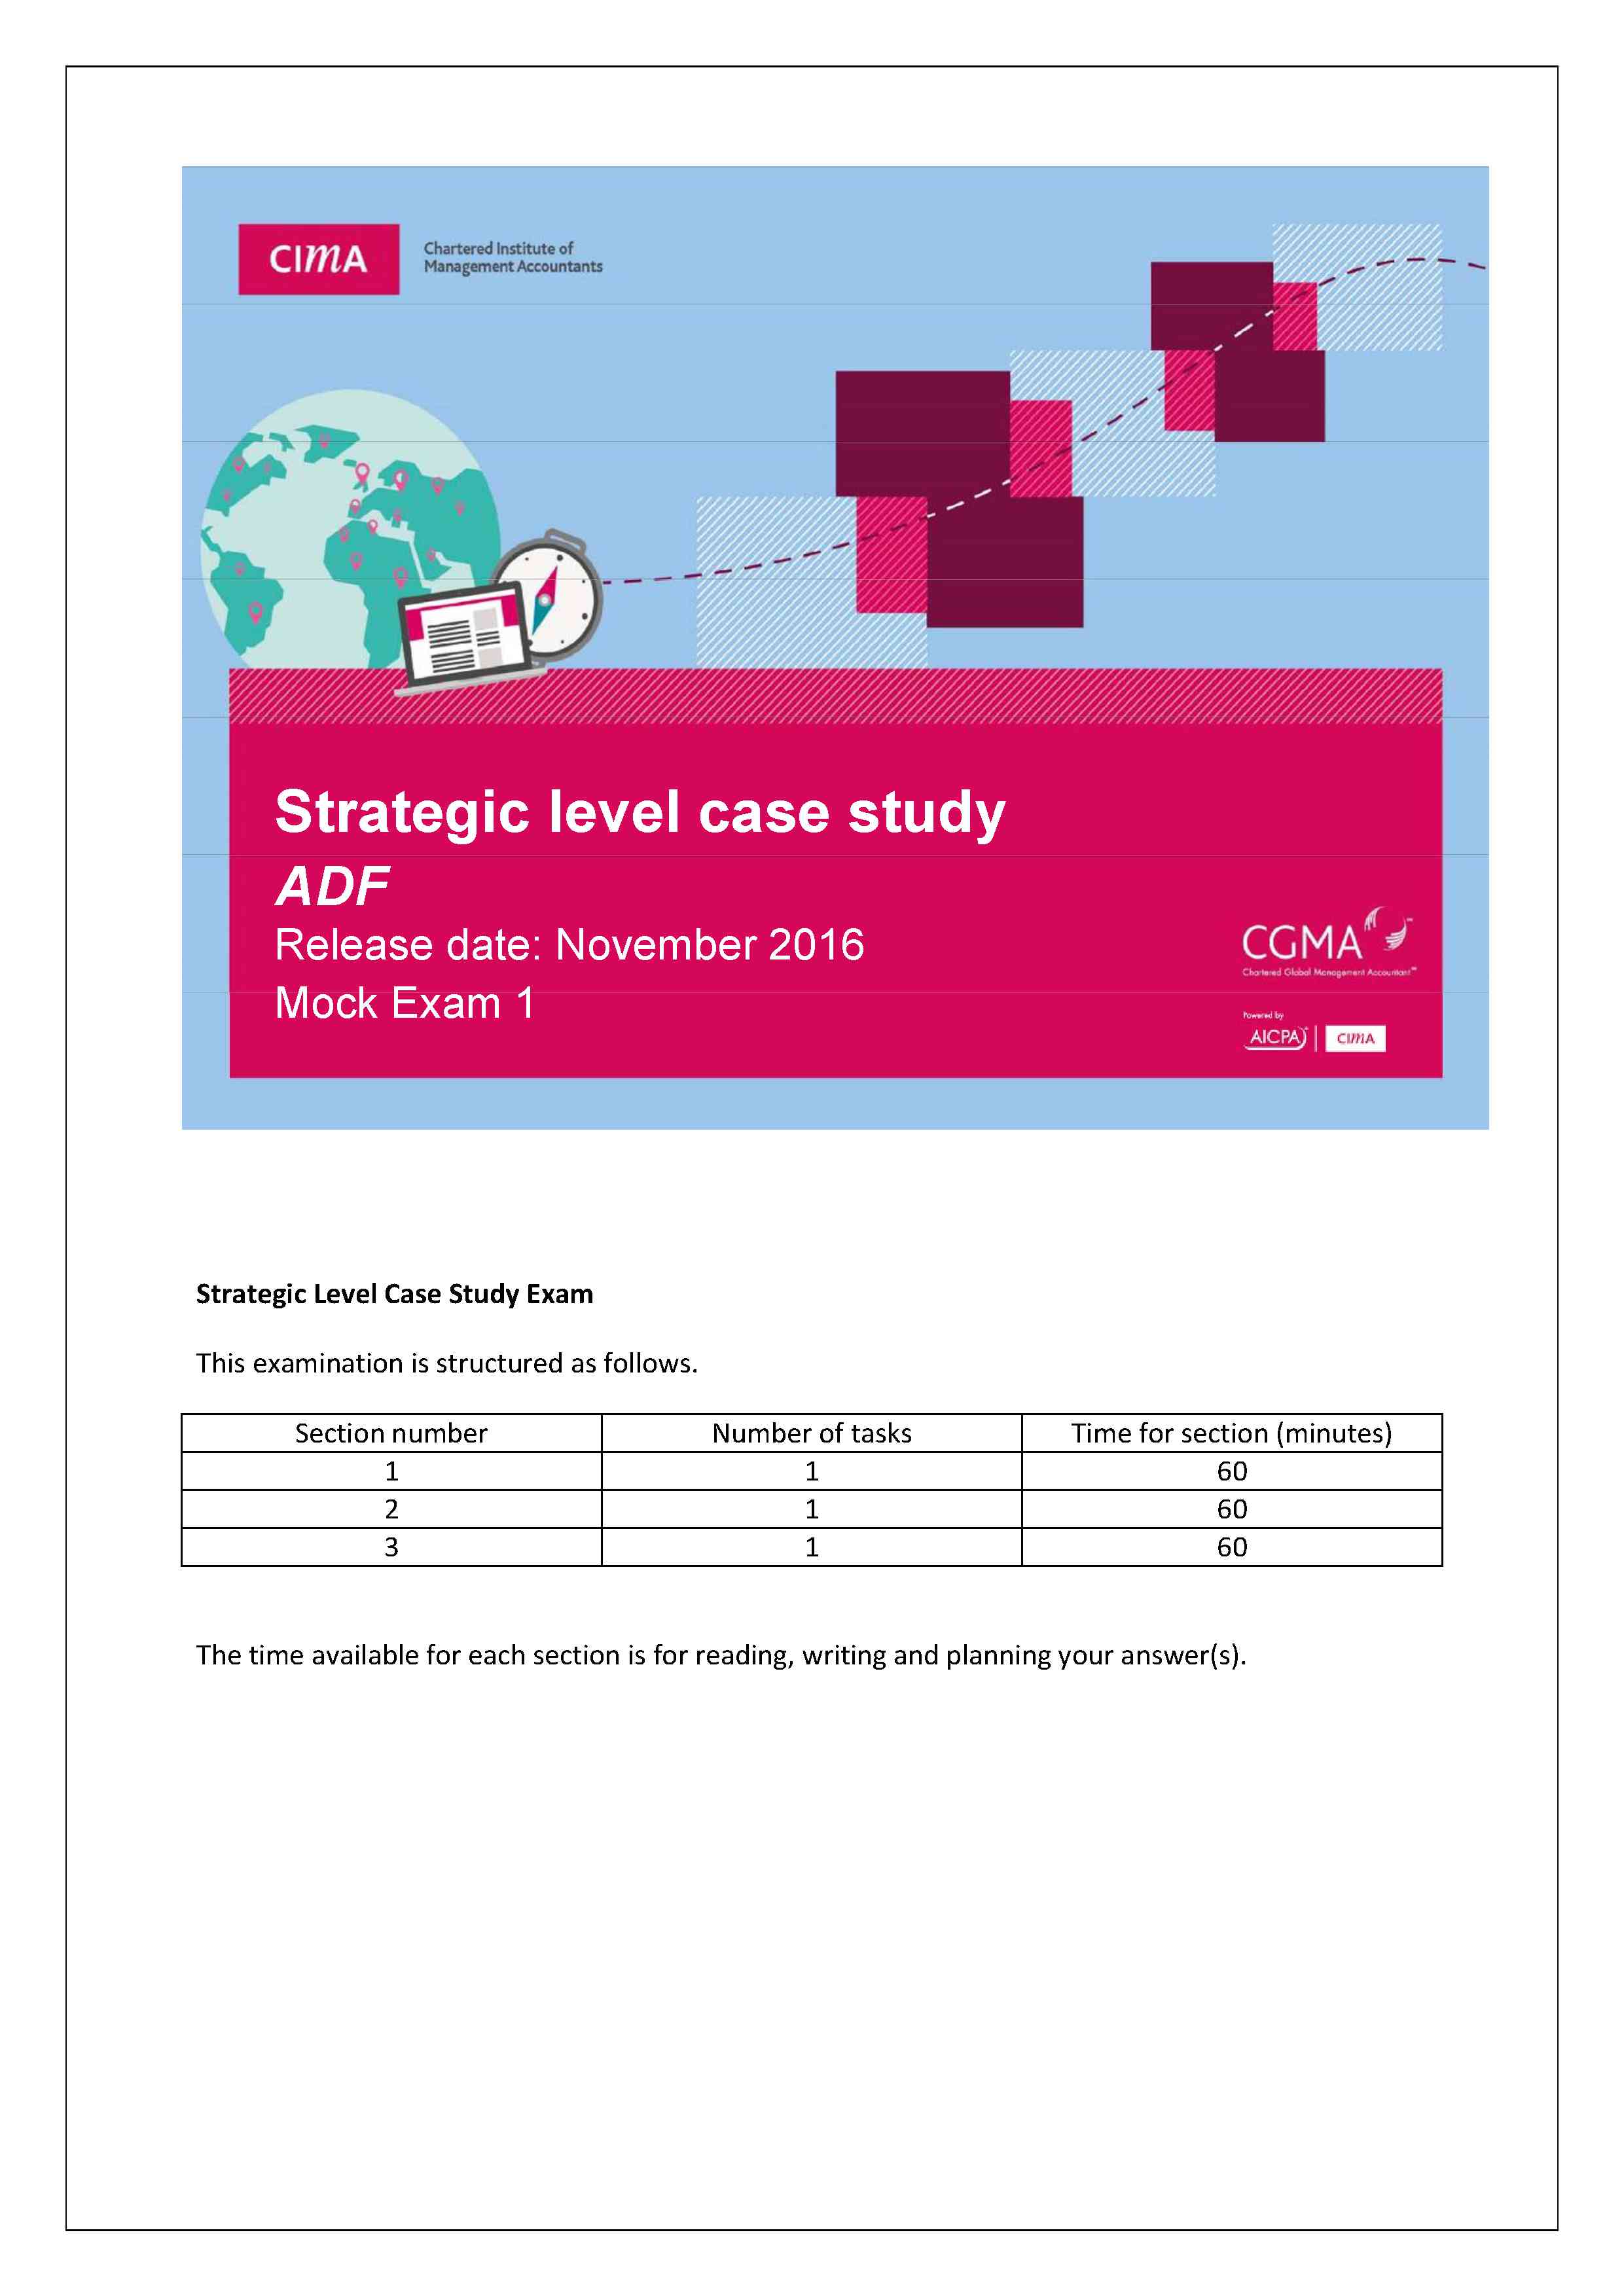 CIMA
Chartered Institute of
Management Accountants
Strategic level case study
ADF
Release date: November 2016
Mock Exam 1
CGMA
Chartered Global Management Accountant™
Powered by
AICPA
CIMA
Strategic Level Case Study Exam
This examination is structured as follows.
Section number Number of tasks Time for section (minutes)
1 1 60
2 1 60
3 1 60
The time available for each section is for reading, writing and planning your answer(s).